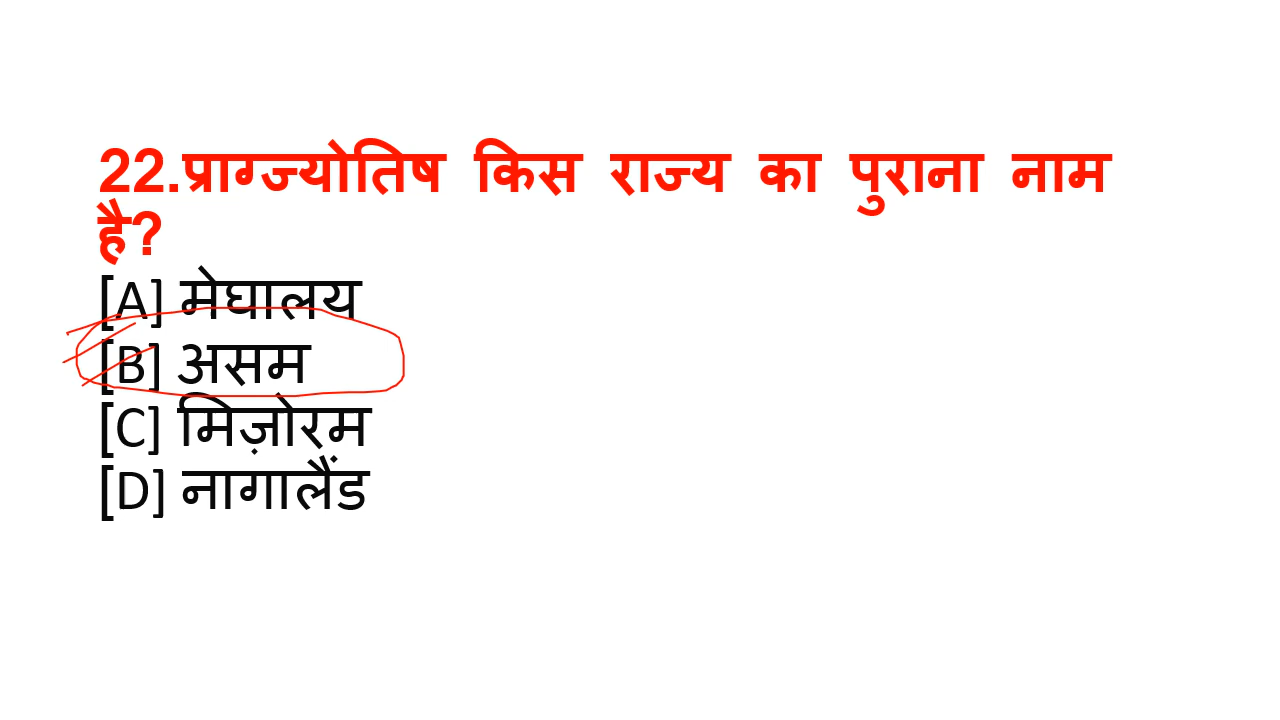 22.प्राग्ज्योतिष किस राज्य का पुराना नाम
है?
[A] मेघालय
[B] असम
[C] मिज़ोरम
[D] नागालैंड